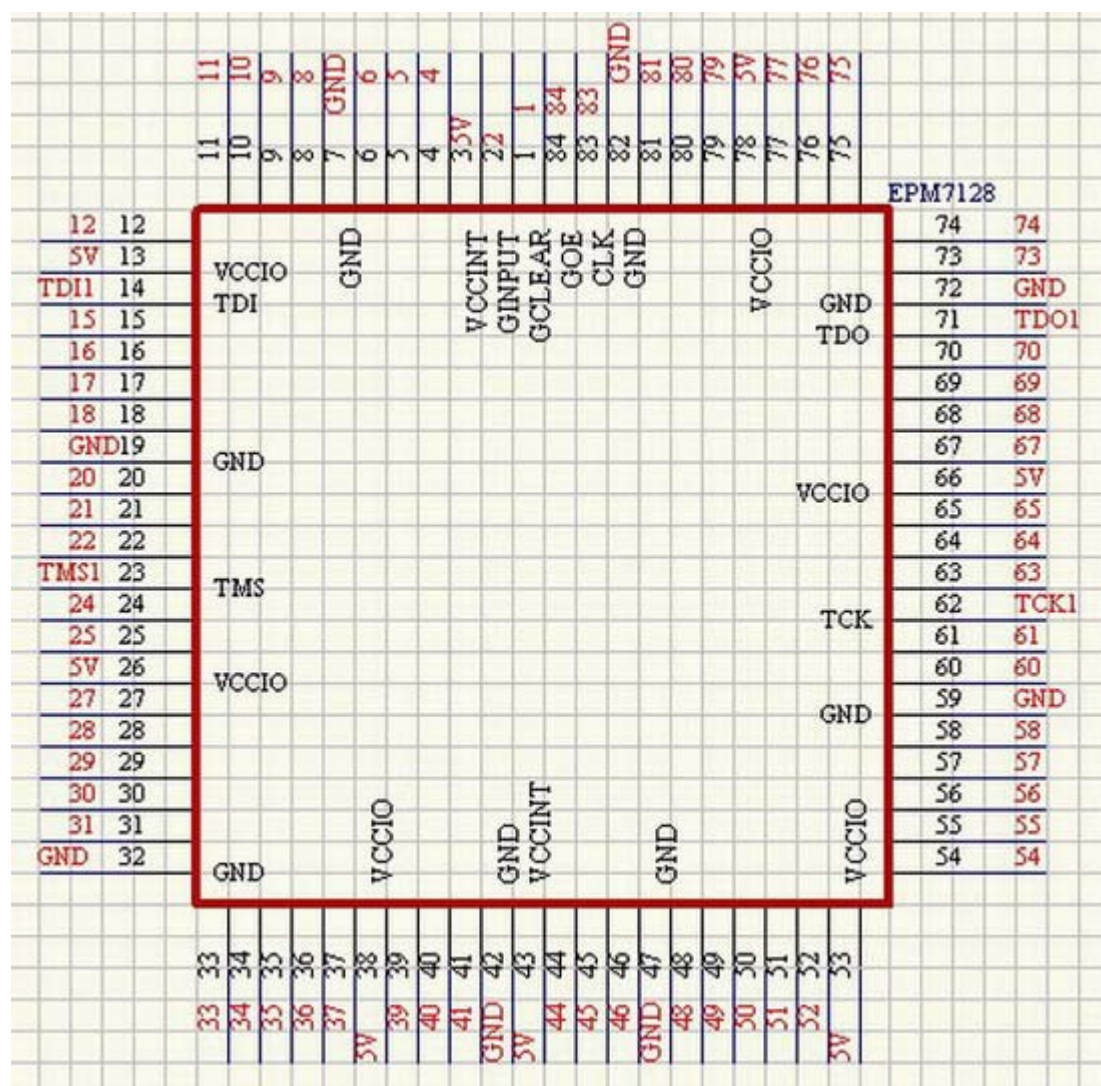 11 10 9 8 GND 6 5 4 5V 2 1 84 83 GND 81 80 79 5V 77 76 75
11 10 9 8 7 6 5 4 3 2 1 84 83 82 81 80 79 78 77 76 75
EPM7128
GND VCCINT GINPUT GCLEAR GOE CLK GND VCCIO
12 12 74 74
5V 13 VCCIO 73 73
TDI1 14 TDI GND 72 GND
15 15 TDO 71 TDO1
16 16 70 70
17 17 69 69
18 18 68 68
GND 19 GND 67 67
20 20 VCCIO 66 5V
21 21 65 65
22 22 64 64
TMS1 23 TMS 63 63
24 24 TCK 62 TCK1
25 25 61 61
5V 26 VCCIO 60 60
27 27 GND 59 GND
28 28 58 58
29 29 57 57
30 30 56 56
31 31 55 55
GND 32 GND 54 54
VCCIO GND VCCINT GND VCCIO
33 34 35 36 37 38 39 40 41 42 43 44 45 46 47 48 49 50 51 52 53
33 34 35 36 37 5V 39 40 41 GND 5V 44 45 46 GND 48 49 50 51 52 5V